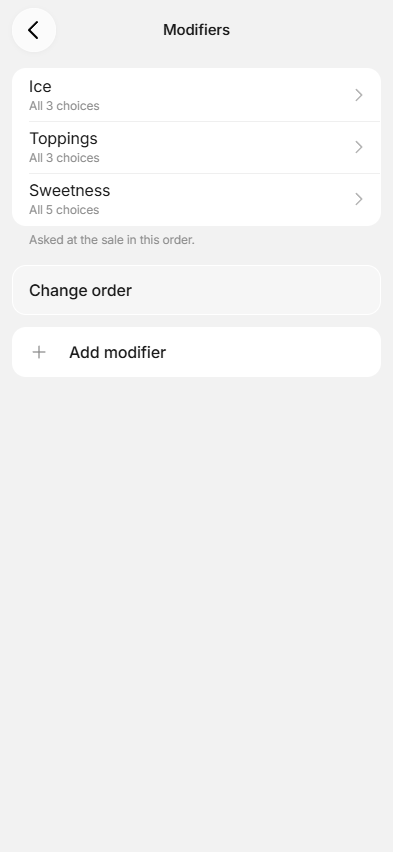 Modifiers
Ice
All 3 choices
Toppings
All 3 choices
Sweetness
All 5 choices
Asked at the sale in this order.
Change order
Add modifier